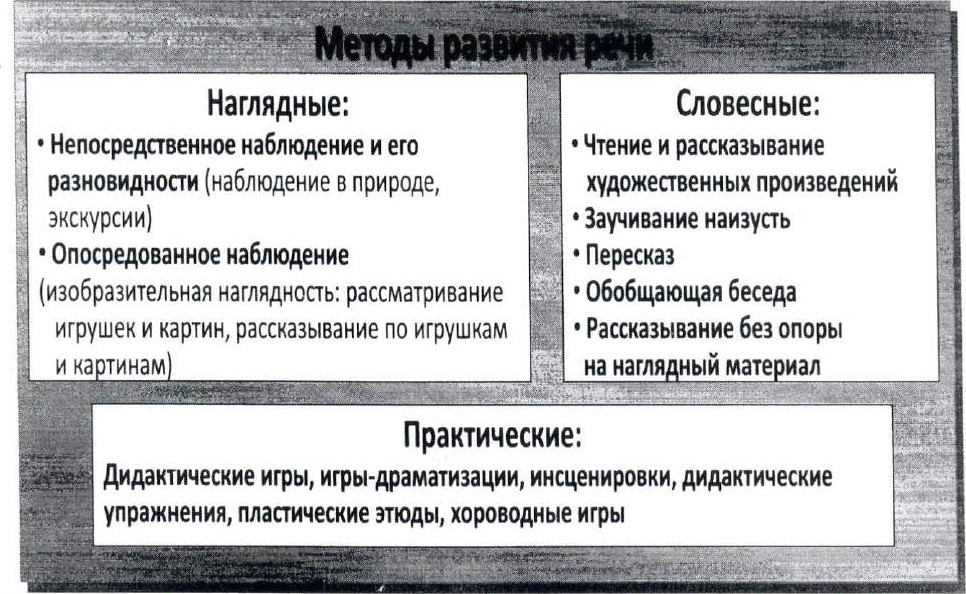 Методы развития речи
Наглядные:
• Непосредственное наблюдение и его
разновидности (наблюдение в природе,
экскурсии)
• Опосредованное наблюдение
(изобразительная наглядность: рассматривание
игрушек и картин, рассказывание по игрушкам
и картинам)
Словесные:
• Чтение и рассказывание
художественных произведений
• Заучивание наизусть
• Пересказ
• Обобщающая беседа
• Рассказывание без опоры
на наглядный материал
Практические:
Дидактические игры, игры-драматизации, инсценировки, дидактические
упражнения, пластические этюды, хороводные игры